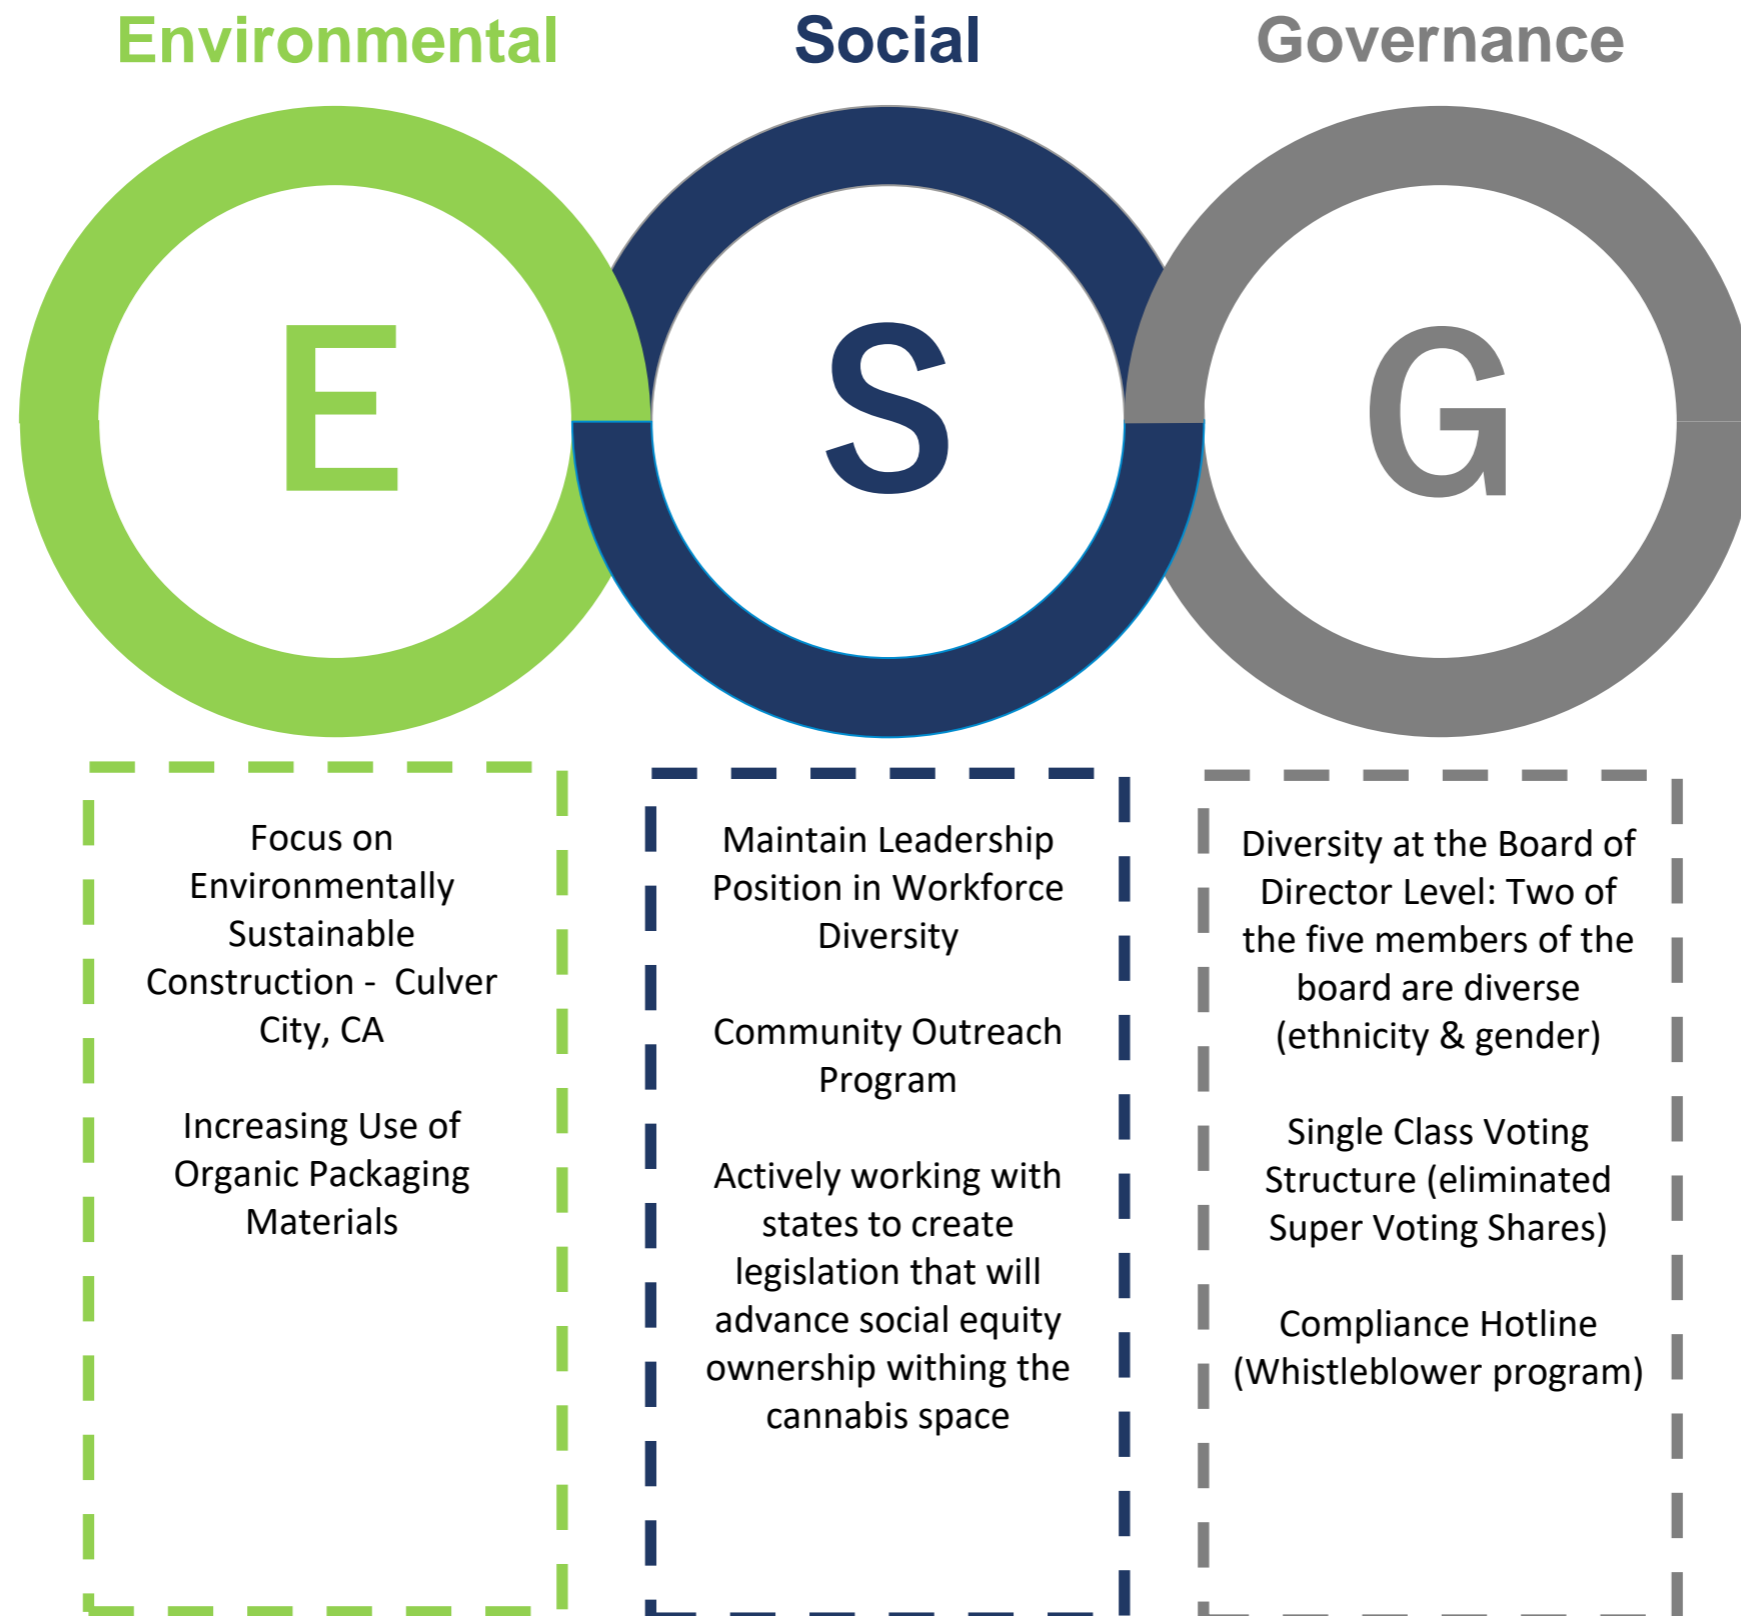 Environmental
Social
Governance
E
S
G
Focus on
Environmentally
Sustainable
Construction -  Culver
City, CA
Increasing Use of
Organic Packaging
Materials
Maintain Leadership
Position in Workforce
Diversity
Community Outreach
Program
Actively working with
states to create
legislation that will
advance social equity
ownership withing the
cannabis space
Diversity at the Board of
Director Level: Two of
the five members of the
board are diverse
(ethnicity & gender)
Single Class Voting
Structure (eliminated
Super Voting Shares)
Compliance Hotline
(Whistleblower program)